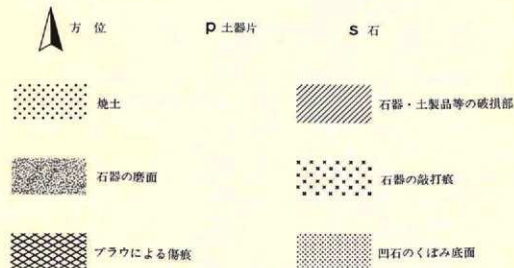 方位 p 土器片 s 石
焼土 石器・土製品等の破損部
石器の磨面 石器の敲打痕
プラウによる傷痕 凹石のくぼみ底面